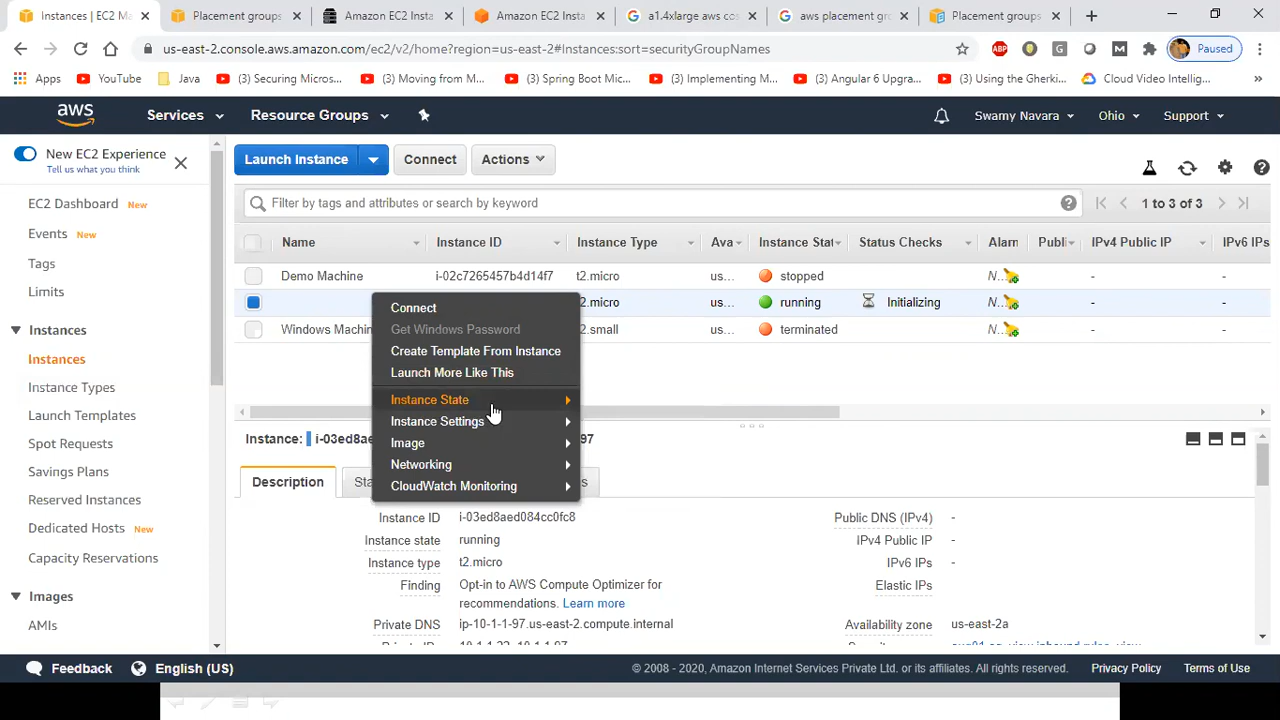 Instances | EC2 Ma
Placement groups
Amazon EC2 Insta
Amazon EC2 Insta
a1.4xlarge aws cos
aws placement gro
Placement groups
us-east-2.console.aws.amazon.com/ec2/v2/home?region=us-east-2#Instances:sort=securityGroupNames
ABP
G
M
Paused
Apps
YouTube
Java
(3) Securing Micros...
(3) Moving from M...
(3) Spring Boot Mic...
(3) Implementing M...
(3) Angular 6 Upgra...
(3) Using the Gherki...
Cloud Video Intellig...
aws
Services
Resource Groups
Swamy Navara
Ohio
Support
New EC2 Experience
Tell us what you think
Launch Instance
Connect
Actions
EC2 Dashboard New
Events New
Tags
Limits
Instances
Instances
Instance Types
Launch Templates
Spot Requests
Savings Plans
Reserved Instances
Dedicated Hosts New
Capacity Reservations
Images
AMIs
Filter by tags and attributes or search by keyword
1 to 3 of 3
Name Instance ID Instance Type Ava Instance Stat Status Checks Alarm Publi IPv4 Public IP IPv6 IPs
Demo Machine i-02c7265457b4d14f7 t2.micro us... stopped N... - -
.micro us... running Initializing N... - -
Windows Machin 2.small us... terminated N... - -
Connect
Get Windows Password
Create Template From Instance
Launch More Like This
Instance State
Instance Settings
Image
Networking
CloudWatch Monitoring
Instance: i-03ed8ae 97
Description Sta s
Instance ID i-03ed8aed084cc0fc8 Public DNS (IPv4) -
Instance state running IPv4 Public IP -
Instance type t2.micro IPv6 IPs -
Finding Opt-in to AWS Compute Optimizer for Elastic IPs
recommendations. Learn more
Private DNS ip-10-1-1-97.us-east-2.compute.internal Availability zone us-east-2a
Feedback English (US)
© 2008 - 2020, Amazon Internet Services Private Ltd. or its affiliates. All rights reserved. Privacy Policy Terms of Use